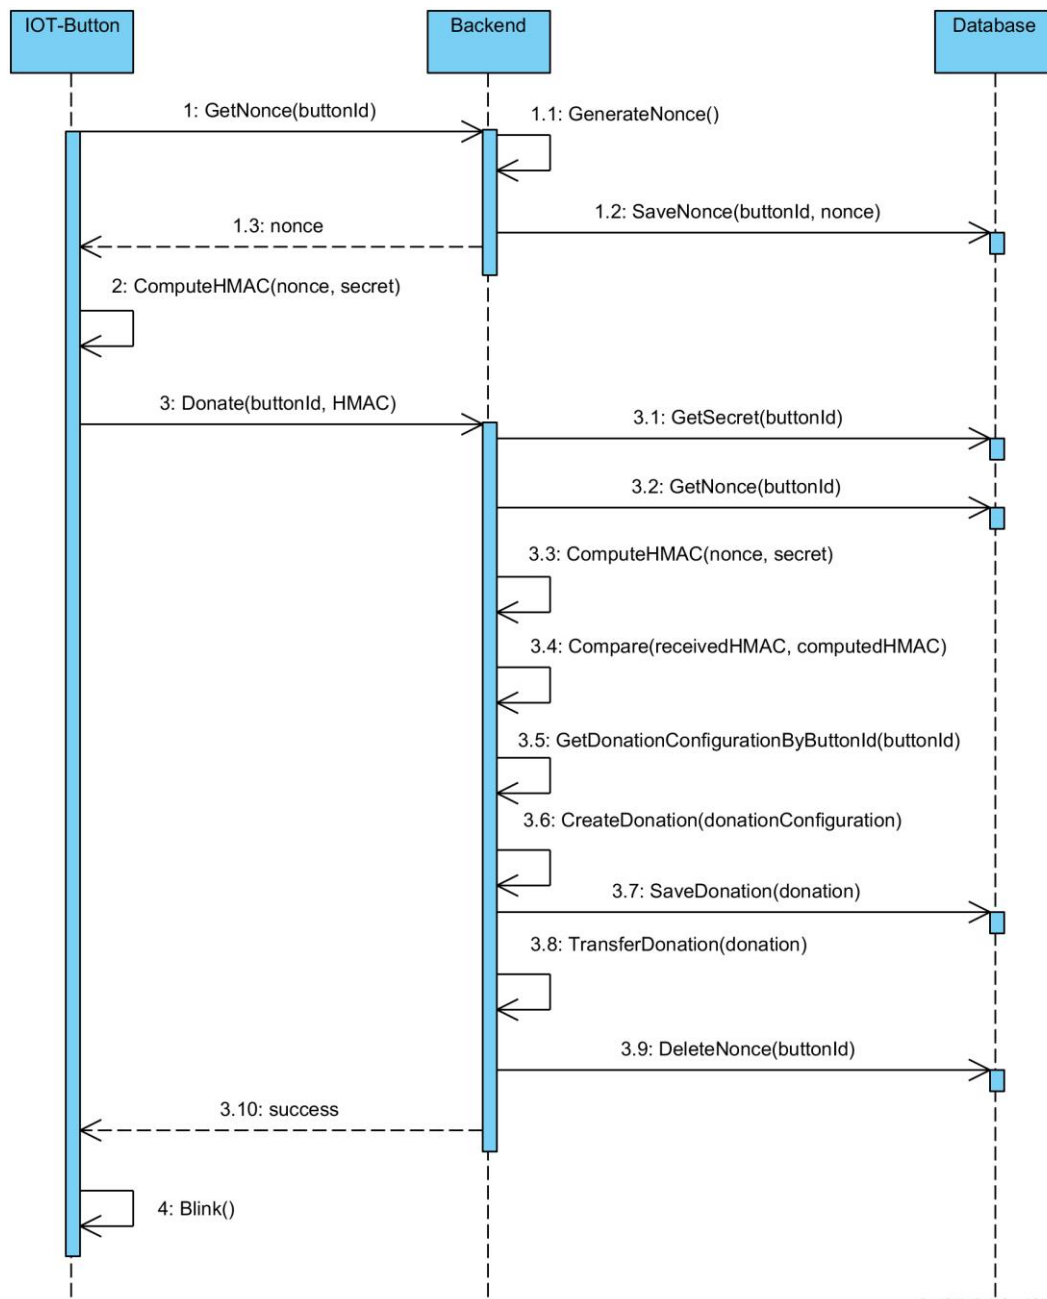 IOT-Button
Backend
Database
1: GetNonce(buttonId)
1.1: GenerateNonce()
1.2: SaveNonce(buttonId, nonce)
1.3: nonce
2: ComputeHMAC(nonce, secret)
3: Donate(buttonId, HMAC)
3.1: GetSecret(buttonId)
3.2: GetNonce(buttonId)
3.3: ComputeHMAC(nonce, secret)
3.4: Compare(receivedHMAC, computedHMAC)
3.5: GetDonationConfigurationByButtonId(buttonId)
3.6: CreateDonation(donationConfiguration)
3.7: SaveDonation(donation)
3.8: TransferDonation(donation)
3.9: DeleteNonce(buttonId)
3.10: success
4: Blink()